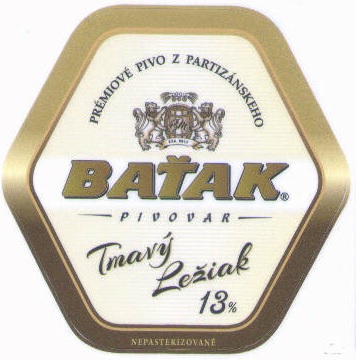 PRÉMIOVÉ PIVO Z PARTIZÁNSKEHO
BAŤAK®
PIVOVAR
Tmavý
Ležiak
13%
NEPASTERIZOVANÉ